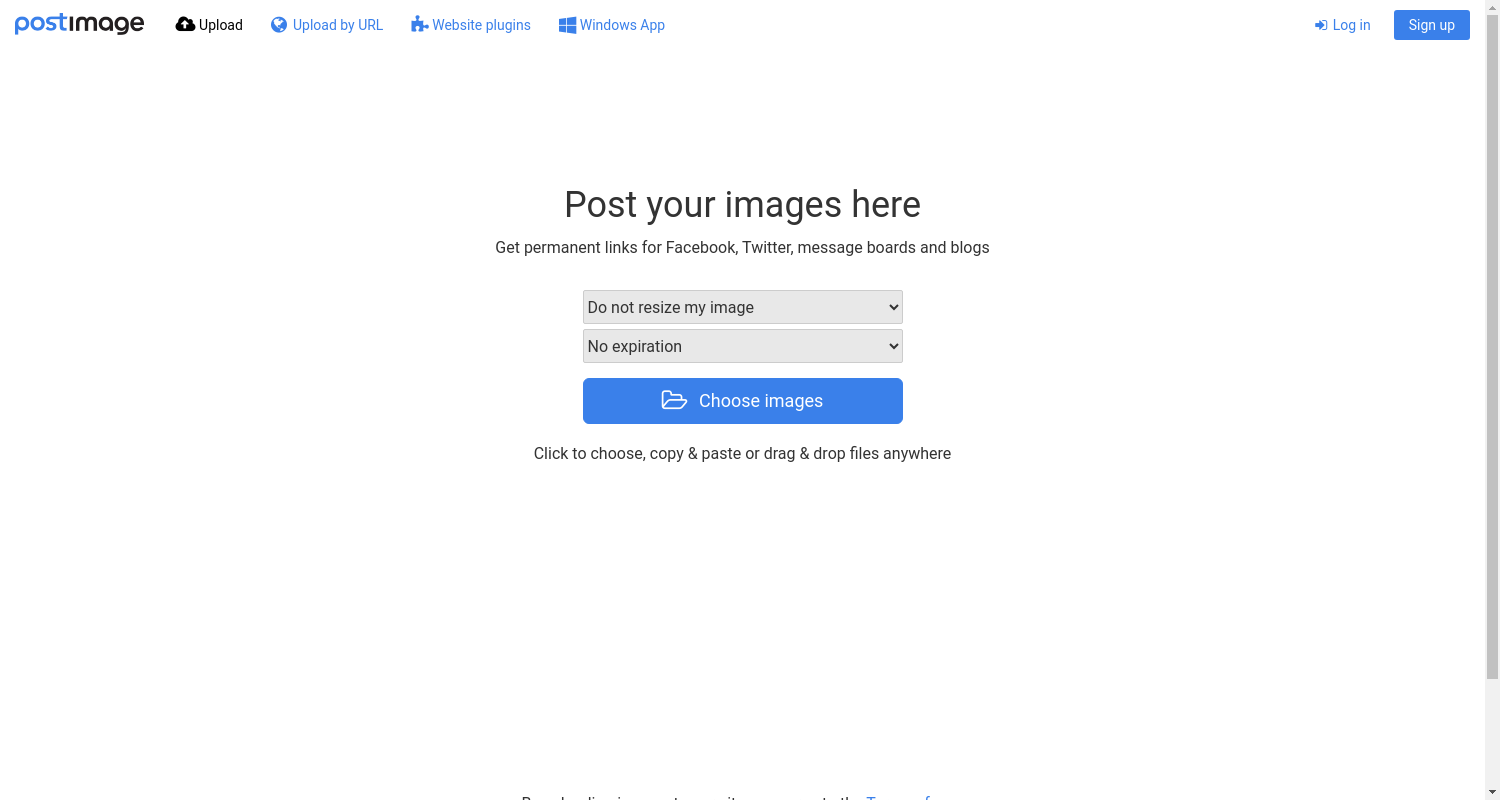 postimage
Upload
Upload by URL
Website plugins
Windows App
Log in
Sign up
Post your images here
Get permanent links for Facebook, Twitter, message boards and blogs
Do not resize my image
No expiration
Choose images
Click to choose, copy & paste or drag & drop files anywhere